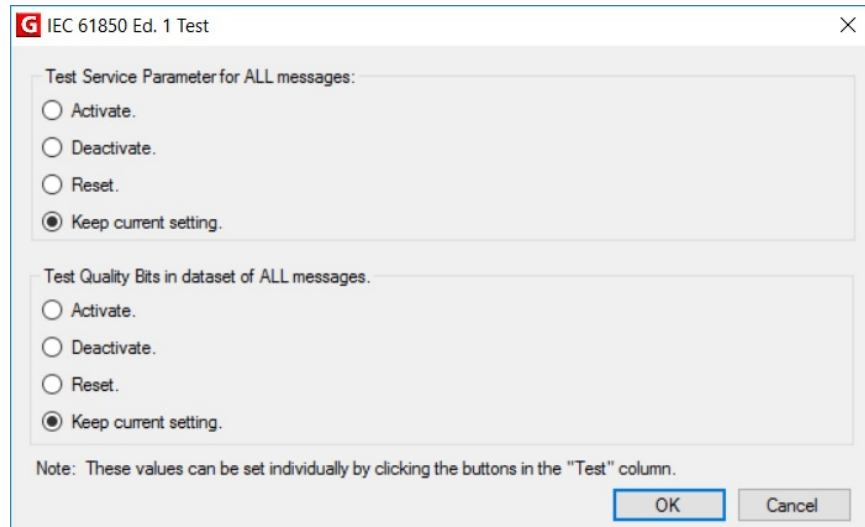 G IEC 61850 Ed. 1 Test
Test Service Parameter for ALL messages:
Activate.
Deactivate.
Reset.
Keep current setting.
Test Quality Bits in dataset of ALL messages.
Activate.
Deactivate.
Reset.
Keep current setting.
Note: These values can be set individually by clicking the buttons in the "Test" column.
OK Cancel